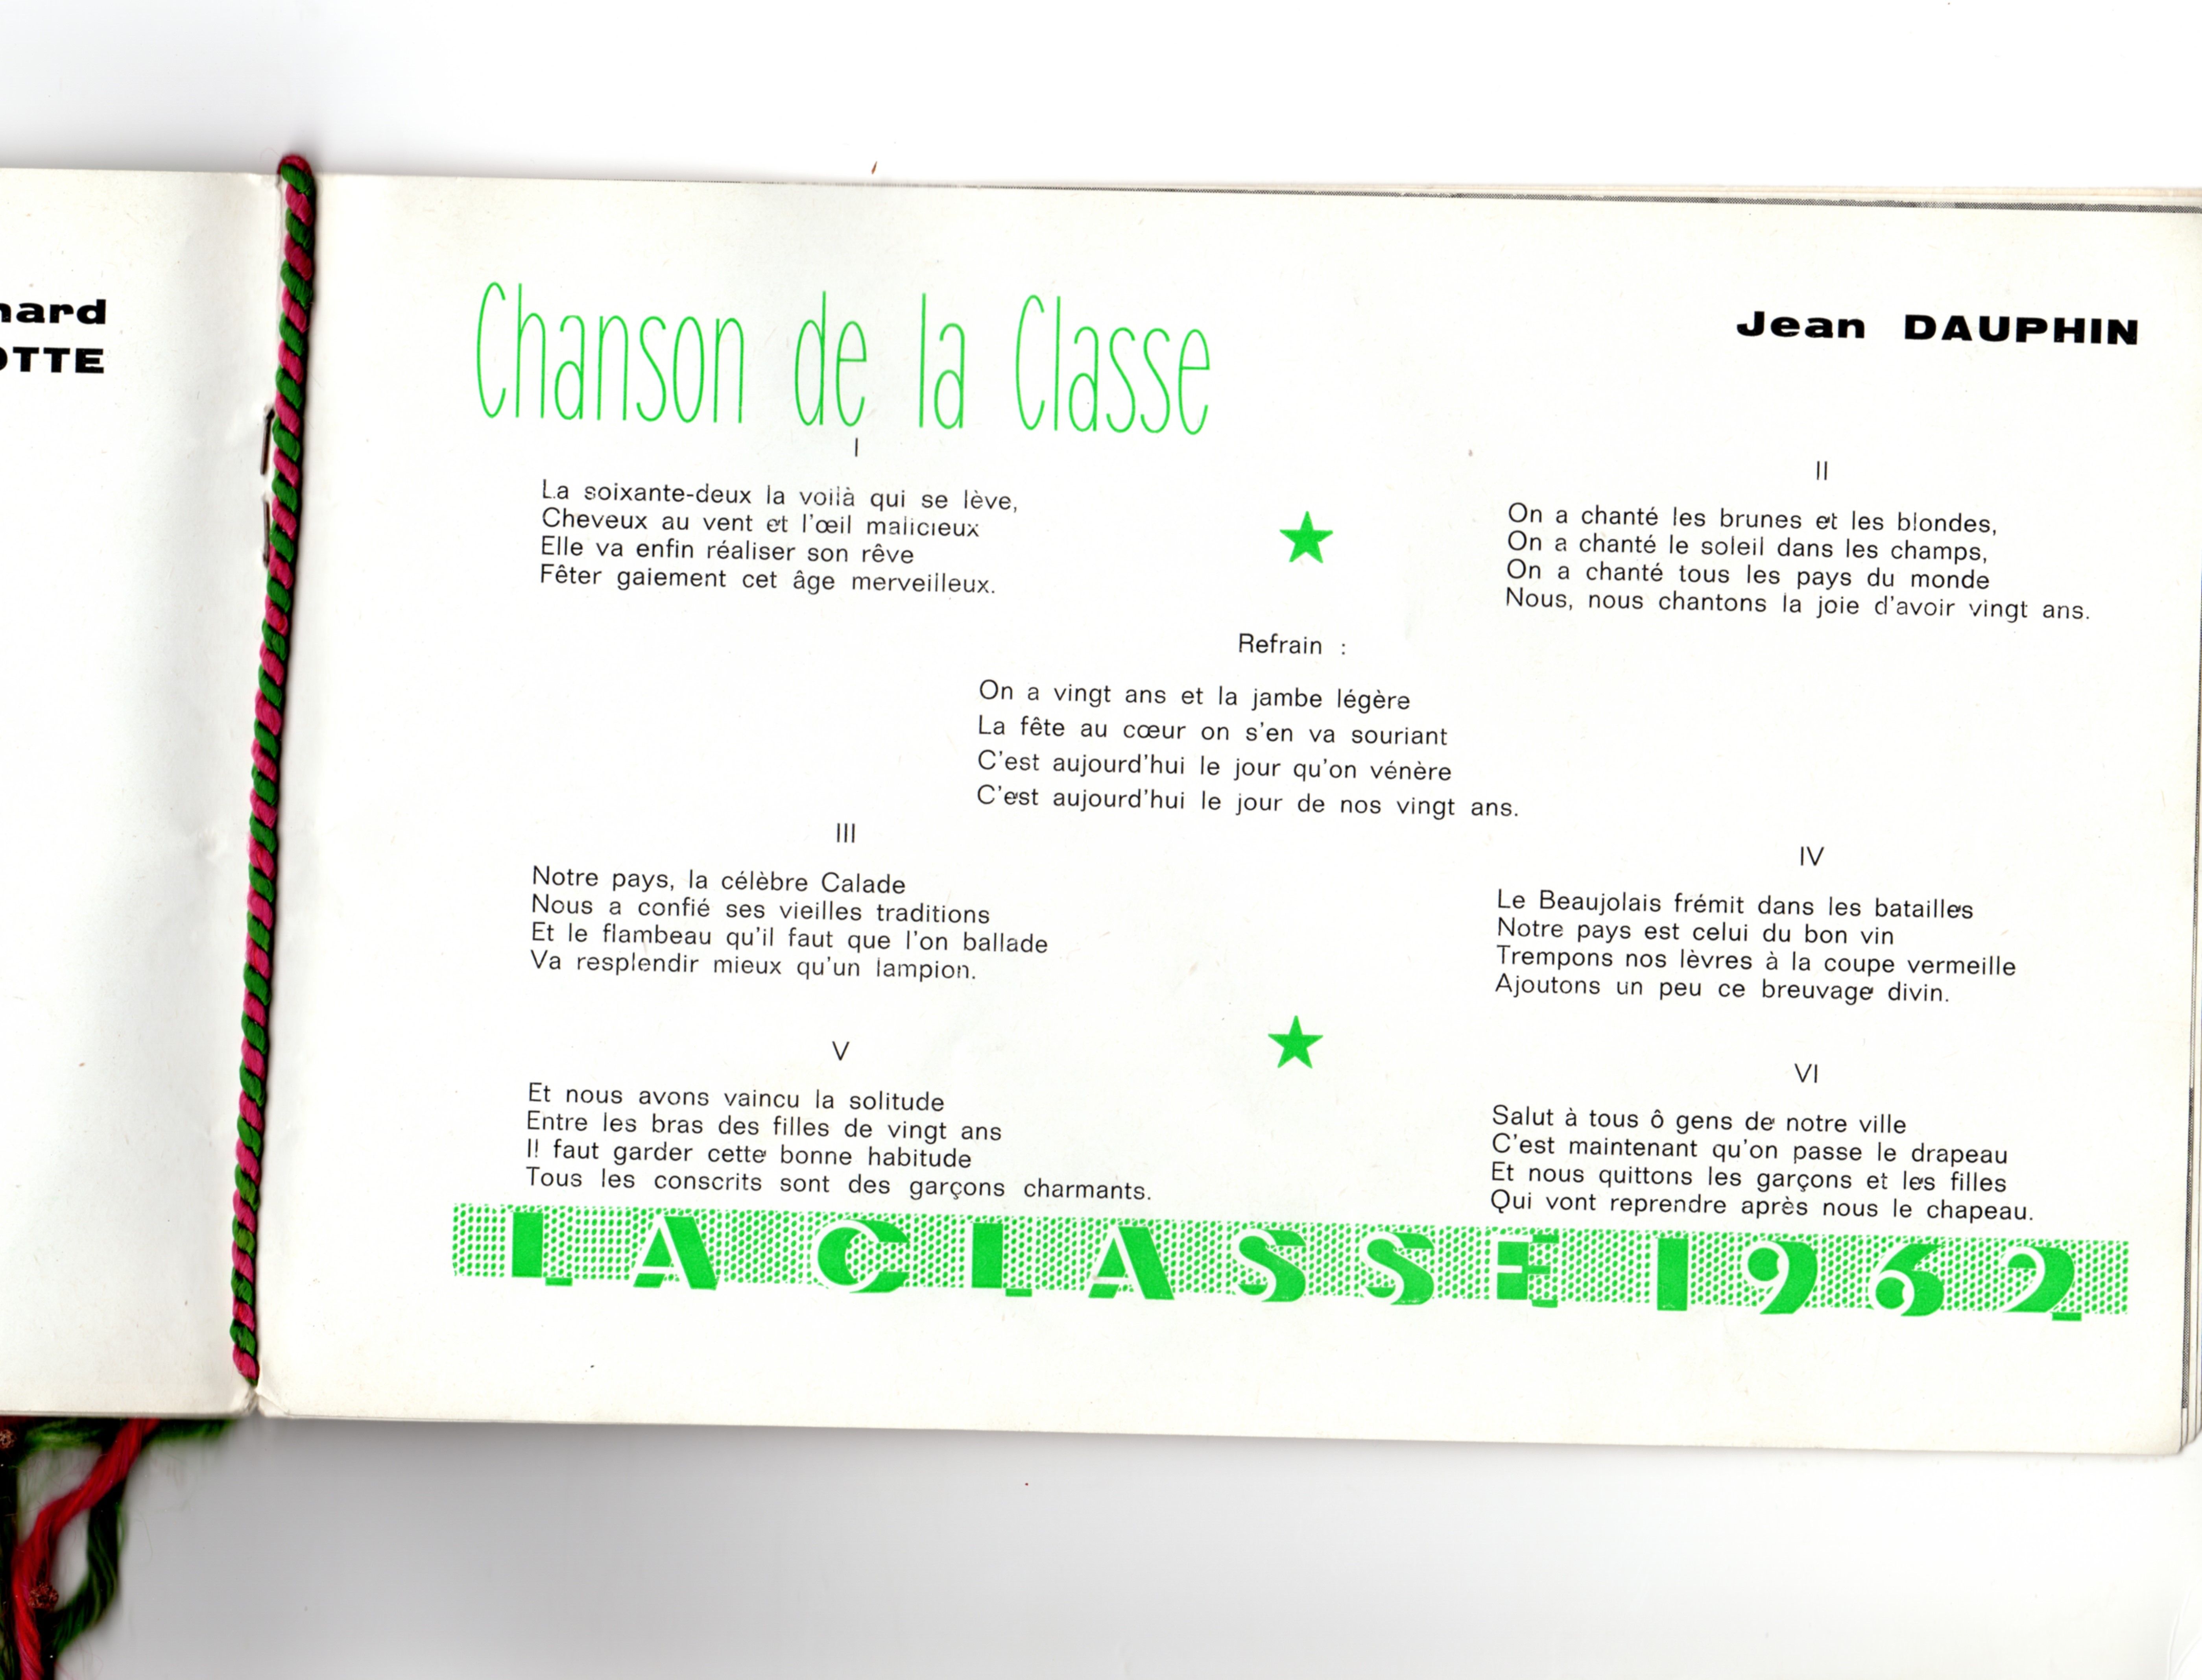 nard
OTTE
Chanson de la Classe
Jean DAUPHIN
I
La soixante-deux la voilà qui se lève,
Cheveux au vent et l'œil malicieux
Elle va enfin réaliser son rêve
Fêter gaiement cet âge merveilleux.
II
On a chanté les brunes et les blondes,
On a chanté le soleil dans les champs,
On a chanté tous les pays du monde
Nous, nous chantons la joie d'avoir vingt ans.
Refrain :
On a vingt ans et la jambe légère
La fête au cœur on s'en va souriant
C'est aujourd'hui le jour qu'on vénère
C'est aujourd'hui le jour de nos vingt ans.
III
Notre pays, la célèbre Calade
Nous a confié ses vieilles traditions
Et le flambeau qu'il faut que l'on ballade
Va resplendir mieux qu'un lampion.
IV
Le Beaujolais frémit dans les batailles
Notre pays est celui du bon vin
Trempons nos lèvres à la coupe vermeille
Ajoutons un peu ce breuvage divin.
V
Et nous avons vaincu la solitude
Entre les bras des filles de vingt ans
Il faut garder cette bonne habitude
Tous les conscrits sont des garçons charmants.
VI
Salut à tous ô gens de notre ville
C'est maintenant qu'on passe le drapeau
Et nous quittons les garçons et les filles
Qui vont reprendre après nous le chapeau.
LA CLASSE 1962